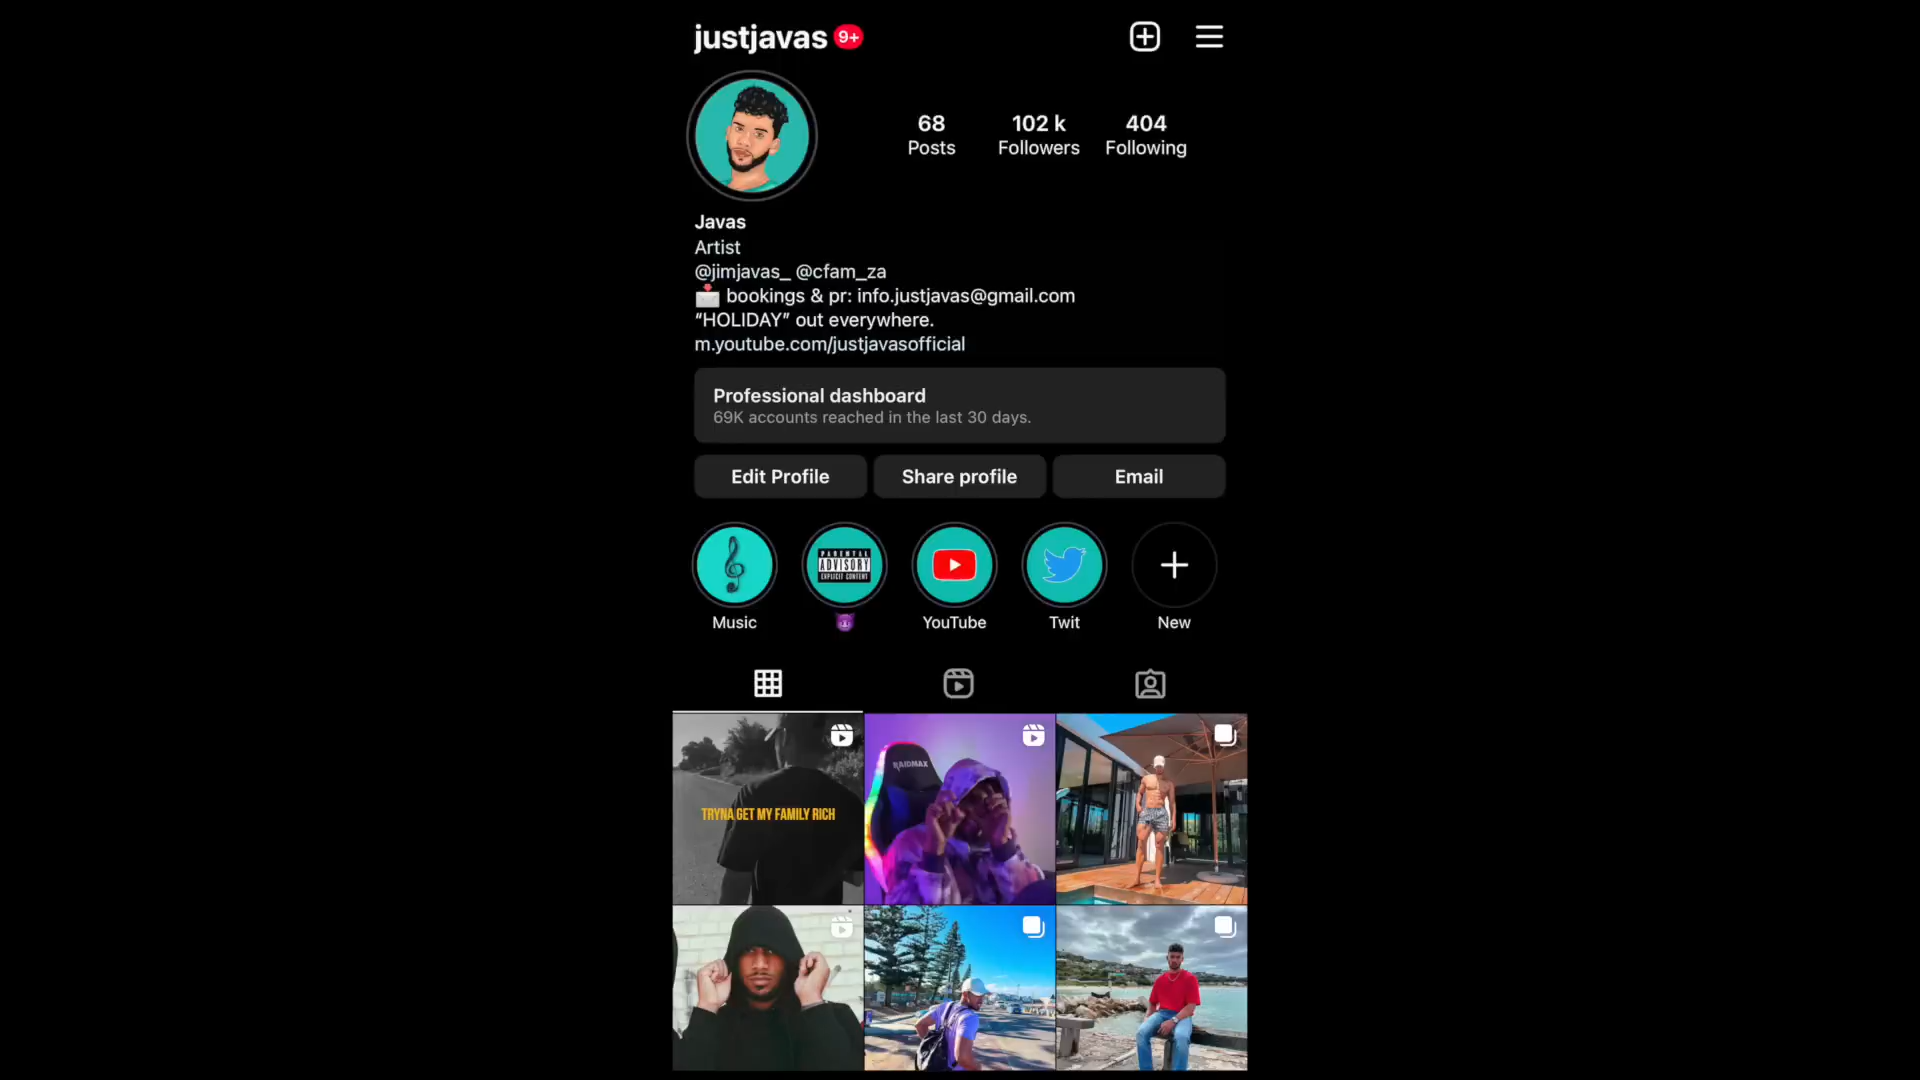 justjavas 9+
68 102 k 404
Posts Followers Following
Javas
Artist
@jimjavas_ @cfam_za
bookings & pr: info.justjavas@gmail.com
“HOLIDAY” out everywhere.
m.youtube.com/justjavasofficial
Professional dashboard
69K accounts reached in the last 30 days.
Edit Profile Share profile Email
PARENTAL
ADVISORY
EXPLICIT CONTENT
Music YouTube Twit New
RAIDMAX
TRYNA GET MY FAMILY RICH